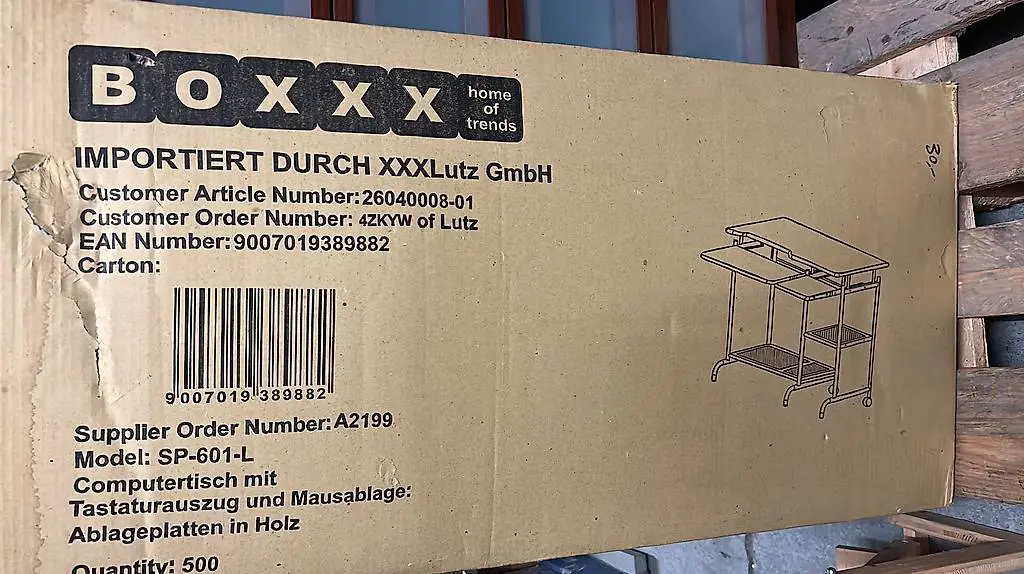 BOXXX
home
of
trends
IMPORTIERT DURCH XXXLutz GmbH
Customer Article Number: 26040008-01
Customer Order Number: 4ZKYW of Lutz
EAN Number: 9007019389882
Carton:
9 007019 389882
Supplier Order Number: A2199
Model: SP-601-L
Computertisch mit
Tastaturauszug und Mausablage:
Ablageplatten in Holz
Quantity: 500
30,-